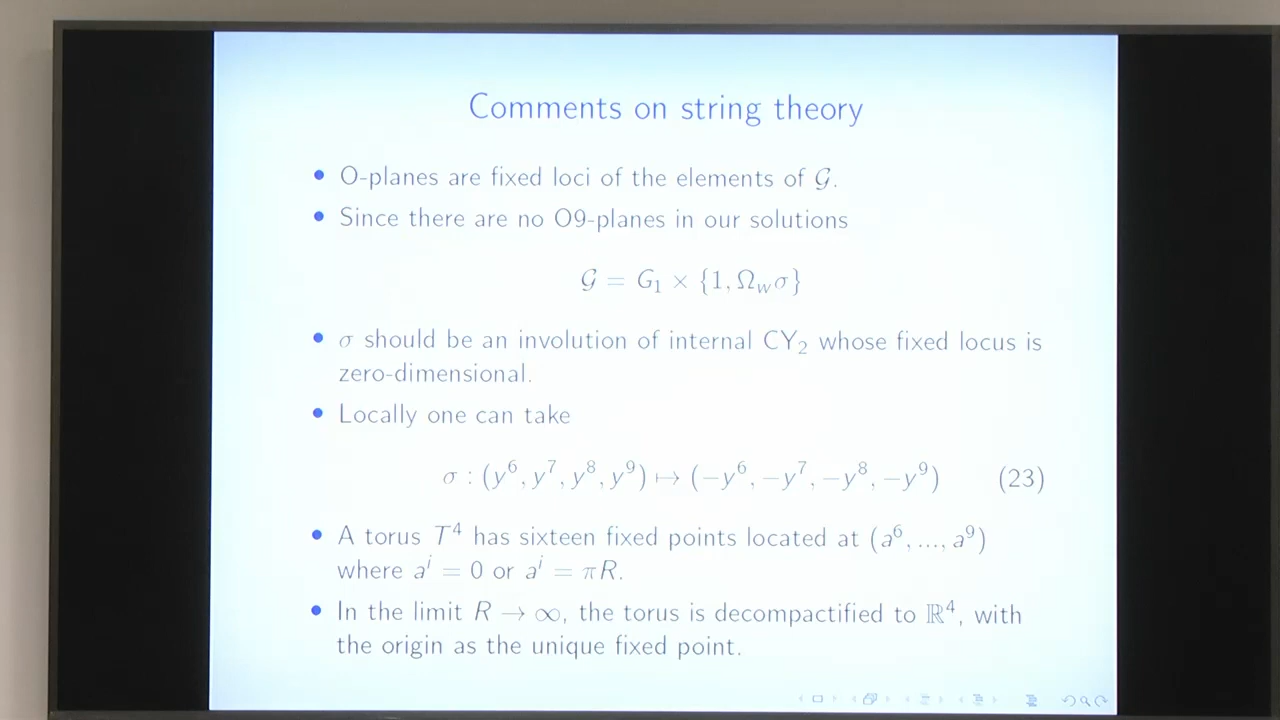 Comments on string theory
• O-planes are fixed loci of the elements of 𝒢.
• Since there are no O9-planes in our solutions
𝒢 = G₁ × {1, Ω_w σ}
• σ should be an involution of internal CY₂ whose fixed locus is
zero-dimensional.
• Locally one can take
σ : (y⁶, y⁷, y⁸, y⁹) ↦ (−y⁶, −y⁷, −y⁸, −y⁹) (23)
• A torus T⁴ has sixteen fixed points located at (a⁶, ..., a⁹)
where aⁱ = 0 or aⁱ = πR.
• In the limit R → ∞, the torus is decompactified to ℝ⁴, with
the origin as the unique fixed point.